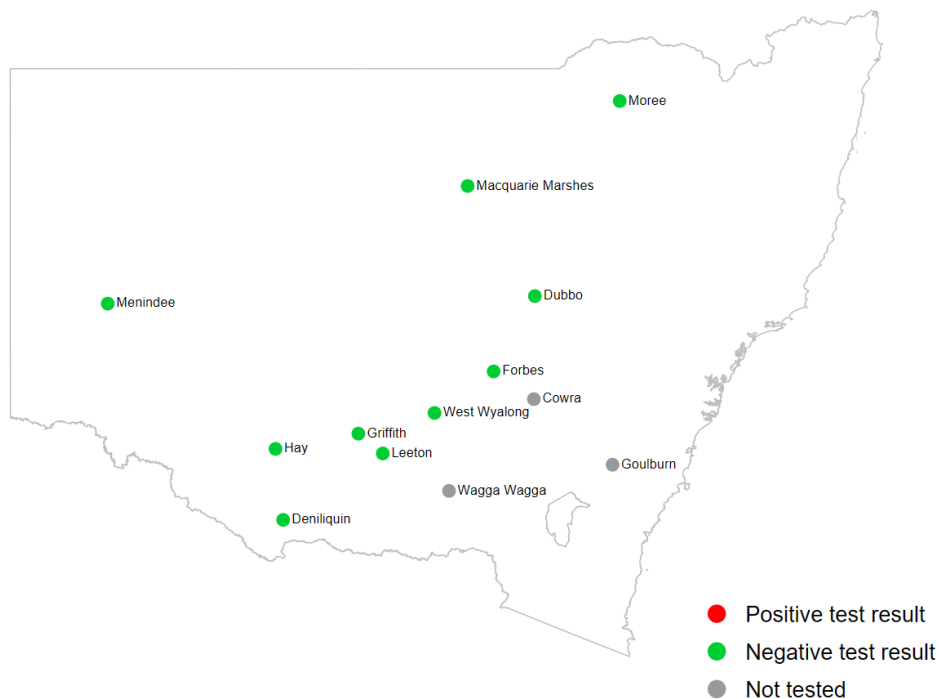 Moree
Macquarie Marshes
Dubbo
Menindee
Forbes
Cowra
West Wyalong
Griffith
Hay
Leeton
Goulburn
Wagga Wagga
Deniliquin
Positive test result
Negative test result
Not tested